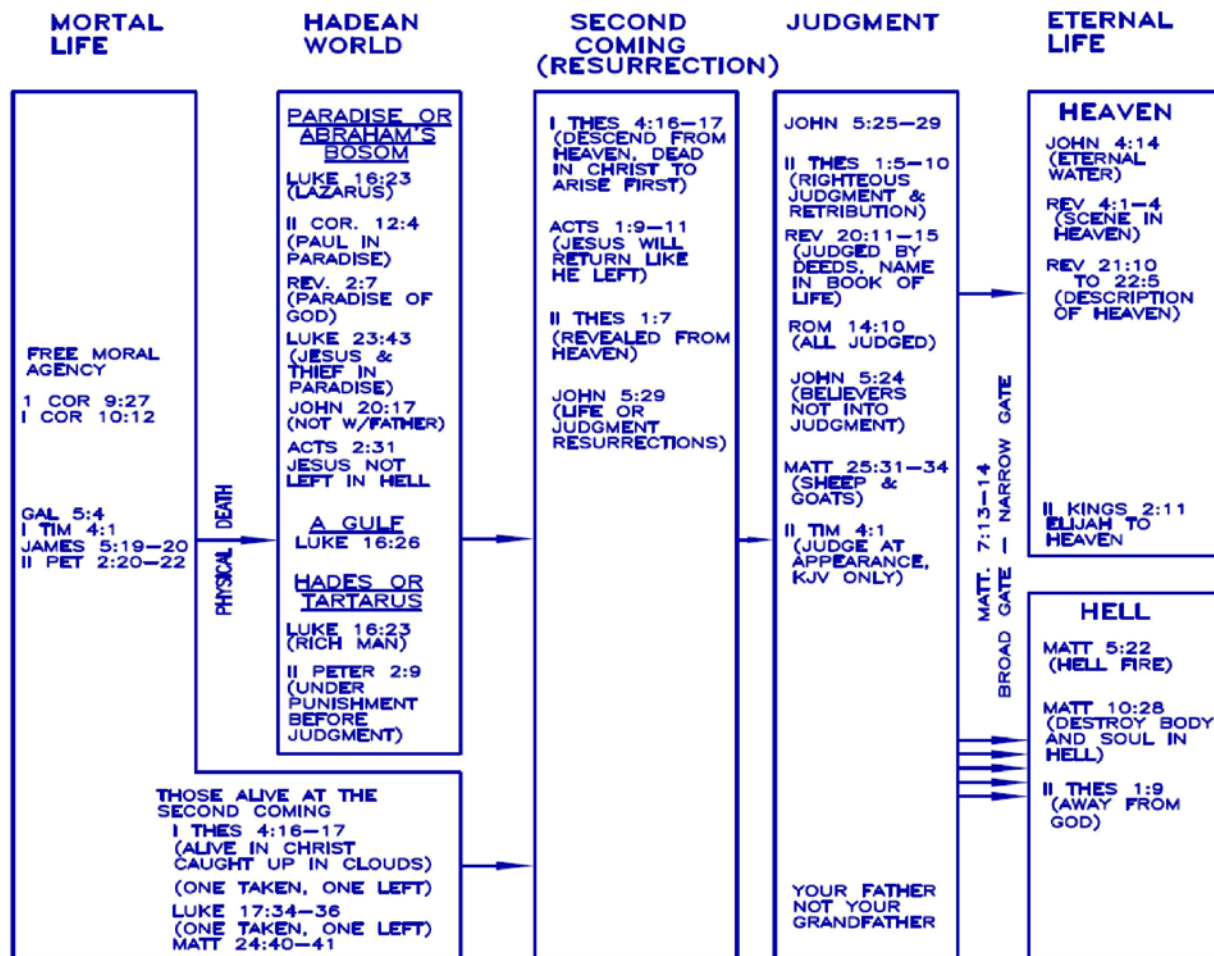 MORTAL
LIFE
FREE MORAL
AGENCY
1 COR 9:27
I COR 10:12
GAL 5:4
I TIM 4:1
JAMES 5:19–20
II PET 2:20–22
PHYSICAL DEATH
THOSE ALIVE AT THE
SECOND COMING
I THES 4:16–17
(ALIVE IN CHRIST
CAUGHT UP IN CLOUDS)
(ONE TAKEN, ONE LEFT)
LUKE 17:34–36
(ONE TAKEN, ONE LEFT)
MATT 24:40–41
HADEAN
WORLD
PARADISE OR
ABRAHAM'S
BOSOM
LUKE 16:23
(LAZARUS)
II COR. 12:4
(PAUL IN
PARADISE)
REV. 2:7
(PARADISE OF
GOD)
LUKE 23:43
(JESUS &
THIEF IN
PARADISE)
JOHN 20:17
(NOT W/FATHER)
ACTS 2:31
JESUS NOT
LEFT IN HELL
A GULF
LUKE 16:26
HADES OR
TARTARUS
LUKE 16:23
(RICH MAN)
II PETER 2:9
(UNDER
PUNISHMENT
BEFORE
JUDGMENT)
SECOND
COMING
(RESURRECTION)
I THES 4:16–17
(DESCEND FROM
HEAVEN, DEAD
IN CHRIST TO
ARISE FIRST)
ACTS 1:9–11
(JESUS WILL
RETURN LIKE
HE LEFT)
II THES 1:7
(REVEALED FROM
HEAVEN)
JOHN 5:29
(LIFE OR
JUDGMENT
RESURRECTIONS)
JUDGMENT
JOHN 5:25–29
II THES 1:5–10
(RIGHTEOUS
JUDGMENT &
RETRIBUTION)
REV 20:11–15
(JUDGED BY
DEEDS, NAME
IN BOOK OF
LIFE)
ROM 14:10
(ALL JUDGED)
JOHN 5:24
(BELIEVERS
NOT INTO
JUDGMENT)
MATT 25:31–34
(SHEEP &
GOATS)
II TIM 4:1
(JUDGE AT
APPEARANCE,
KJV ONLY)
YOUR FATHER
NOT YOUR
GRANDFATHER
MATT. 7:13–14
BROAD GATE – NARROW GATE
ETERNAL
LIFE
HEAVEN
JOHN 4:14
(ETERNAL
WATER)
REV 4:1–4
(SCENE IN
HEAVEN)
REV 21:10
TO 22:5
(DESCRIPTION
OF HEAVEN)
II KINGS 2:11
ELIJAH TO
HEAVEN
HELL
MATT 5:22
(HELL FIRE)
MATT 10:28
(DESTROY BODY
AND SOUL IN
HELL)
II THES 1:9
(AWAY FROM
GOD)